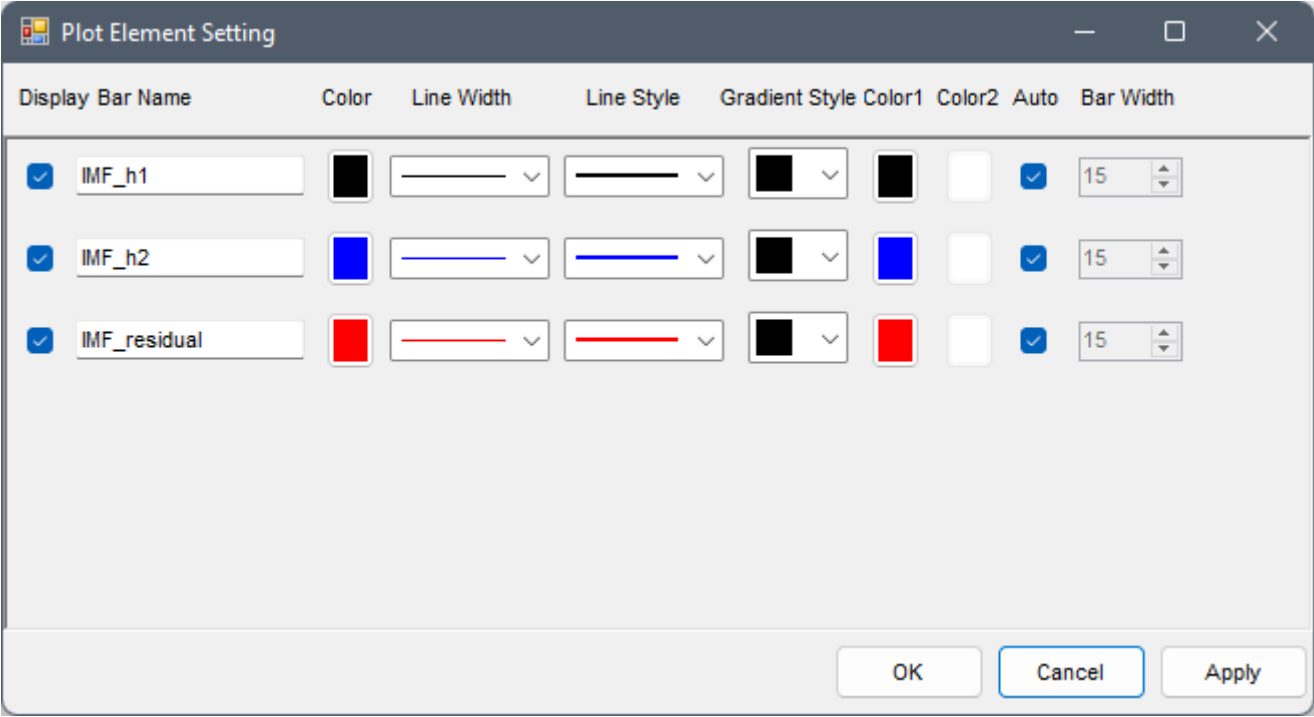 Plot Element Setting
Display Bar Name Color Line Width Line Style Gradient Style Color1 Color2 Auto Bar Width
IMF_h1 15
IMF_h2 15
IMF_residual 15
OK Cancel Apply